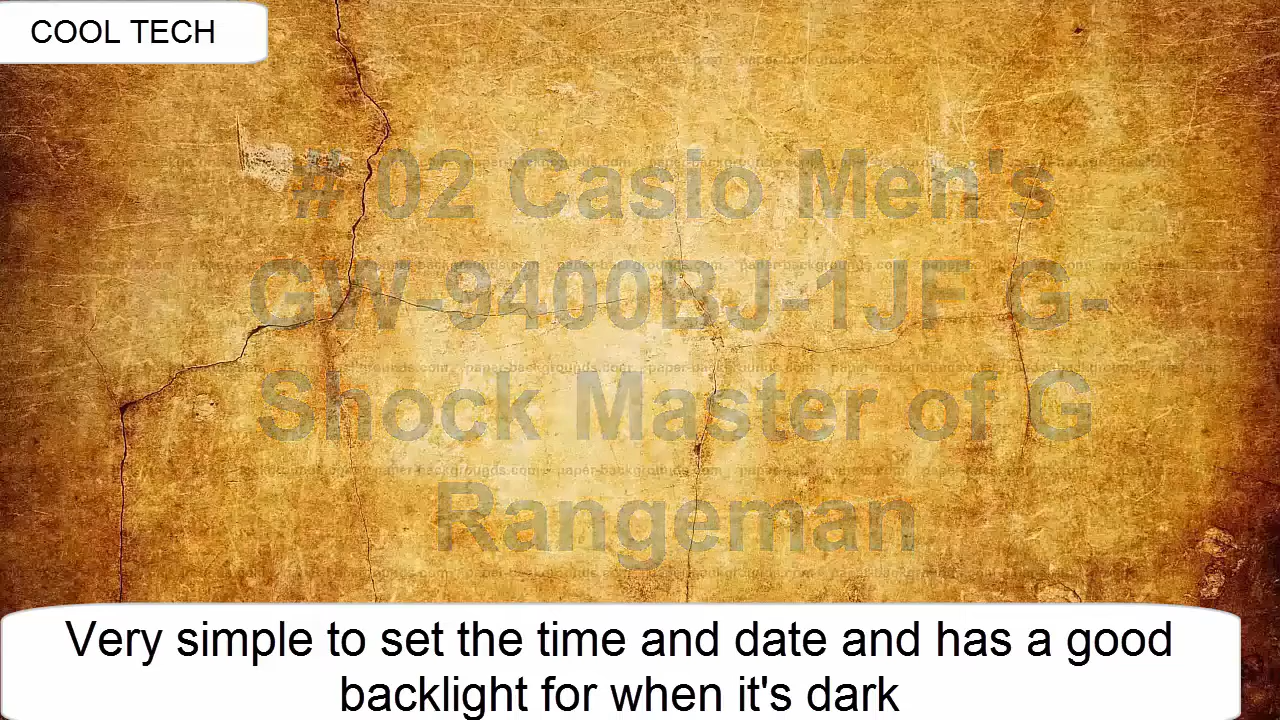 COOL TECH
# 02 Casio Men's
GW-9400BJ-1JF G-
Shock Master of G
Rangeman
Very simple to set the time and date and has a good
backlight for when it's dark